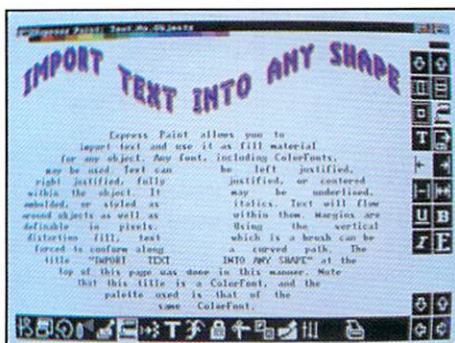 Express Paint: Text No Objects
IMPORT TEXT INTO ANY SHAPE
Express Paint allows you to
import text and use it as fill material
for any object. Any font, including ColorFonts,
may be used. Text can be left justified,
right justified, fully justified, or centered
within the object. It may be underlined,
embolded, or styled as italics. Text will flow
around objects as well as within them. Margins are
definable in pixels. Using the vertical
distortion fill, text which is a brush can be
forced to conform along a curved path. The
title "IMPORT TEXT INTO ANY SHAPE" at the
top of this page was done in this manner. Note
that this title is a ColorFont, and the
palette used is that of the
same ColorFont.
T
U B
I F
T